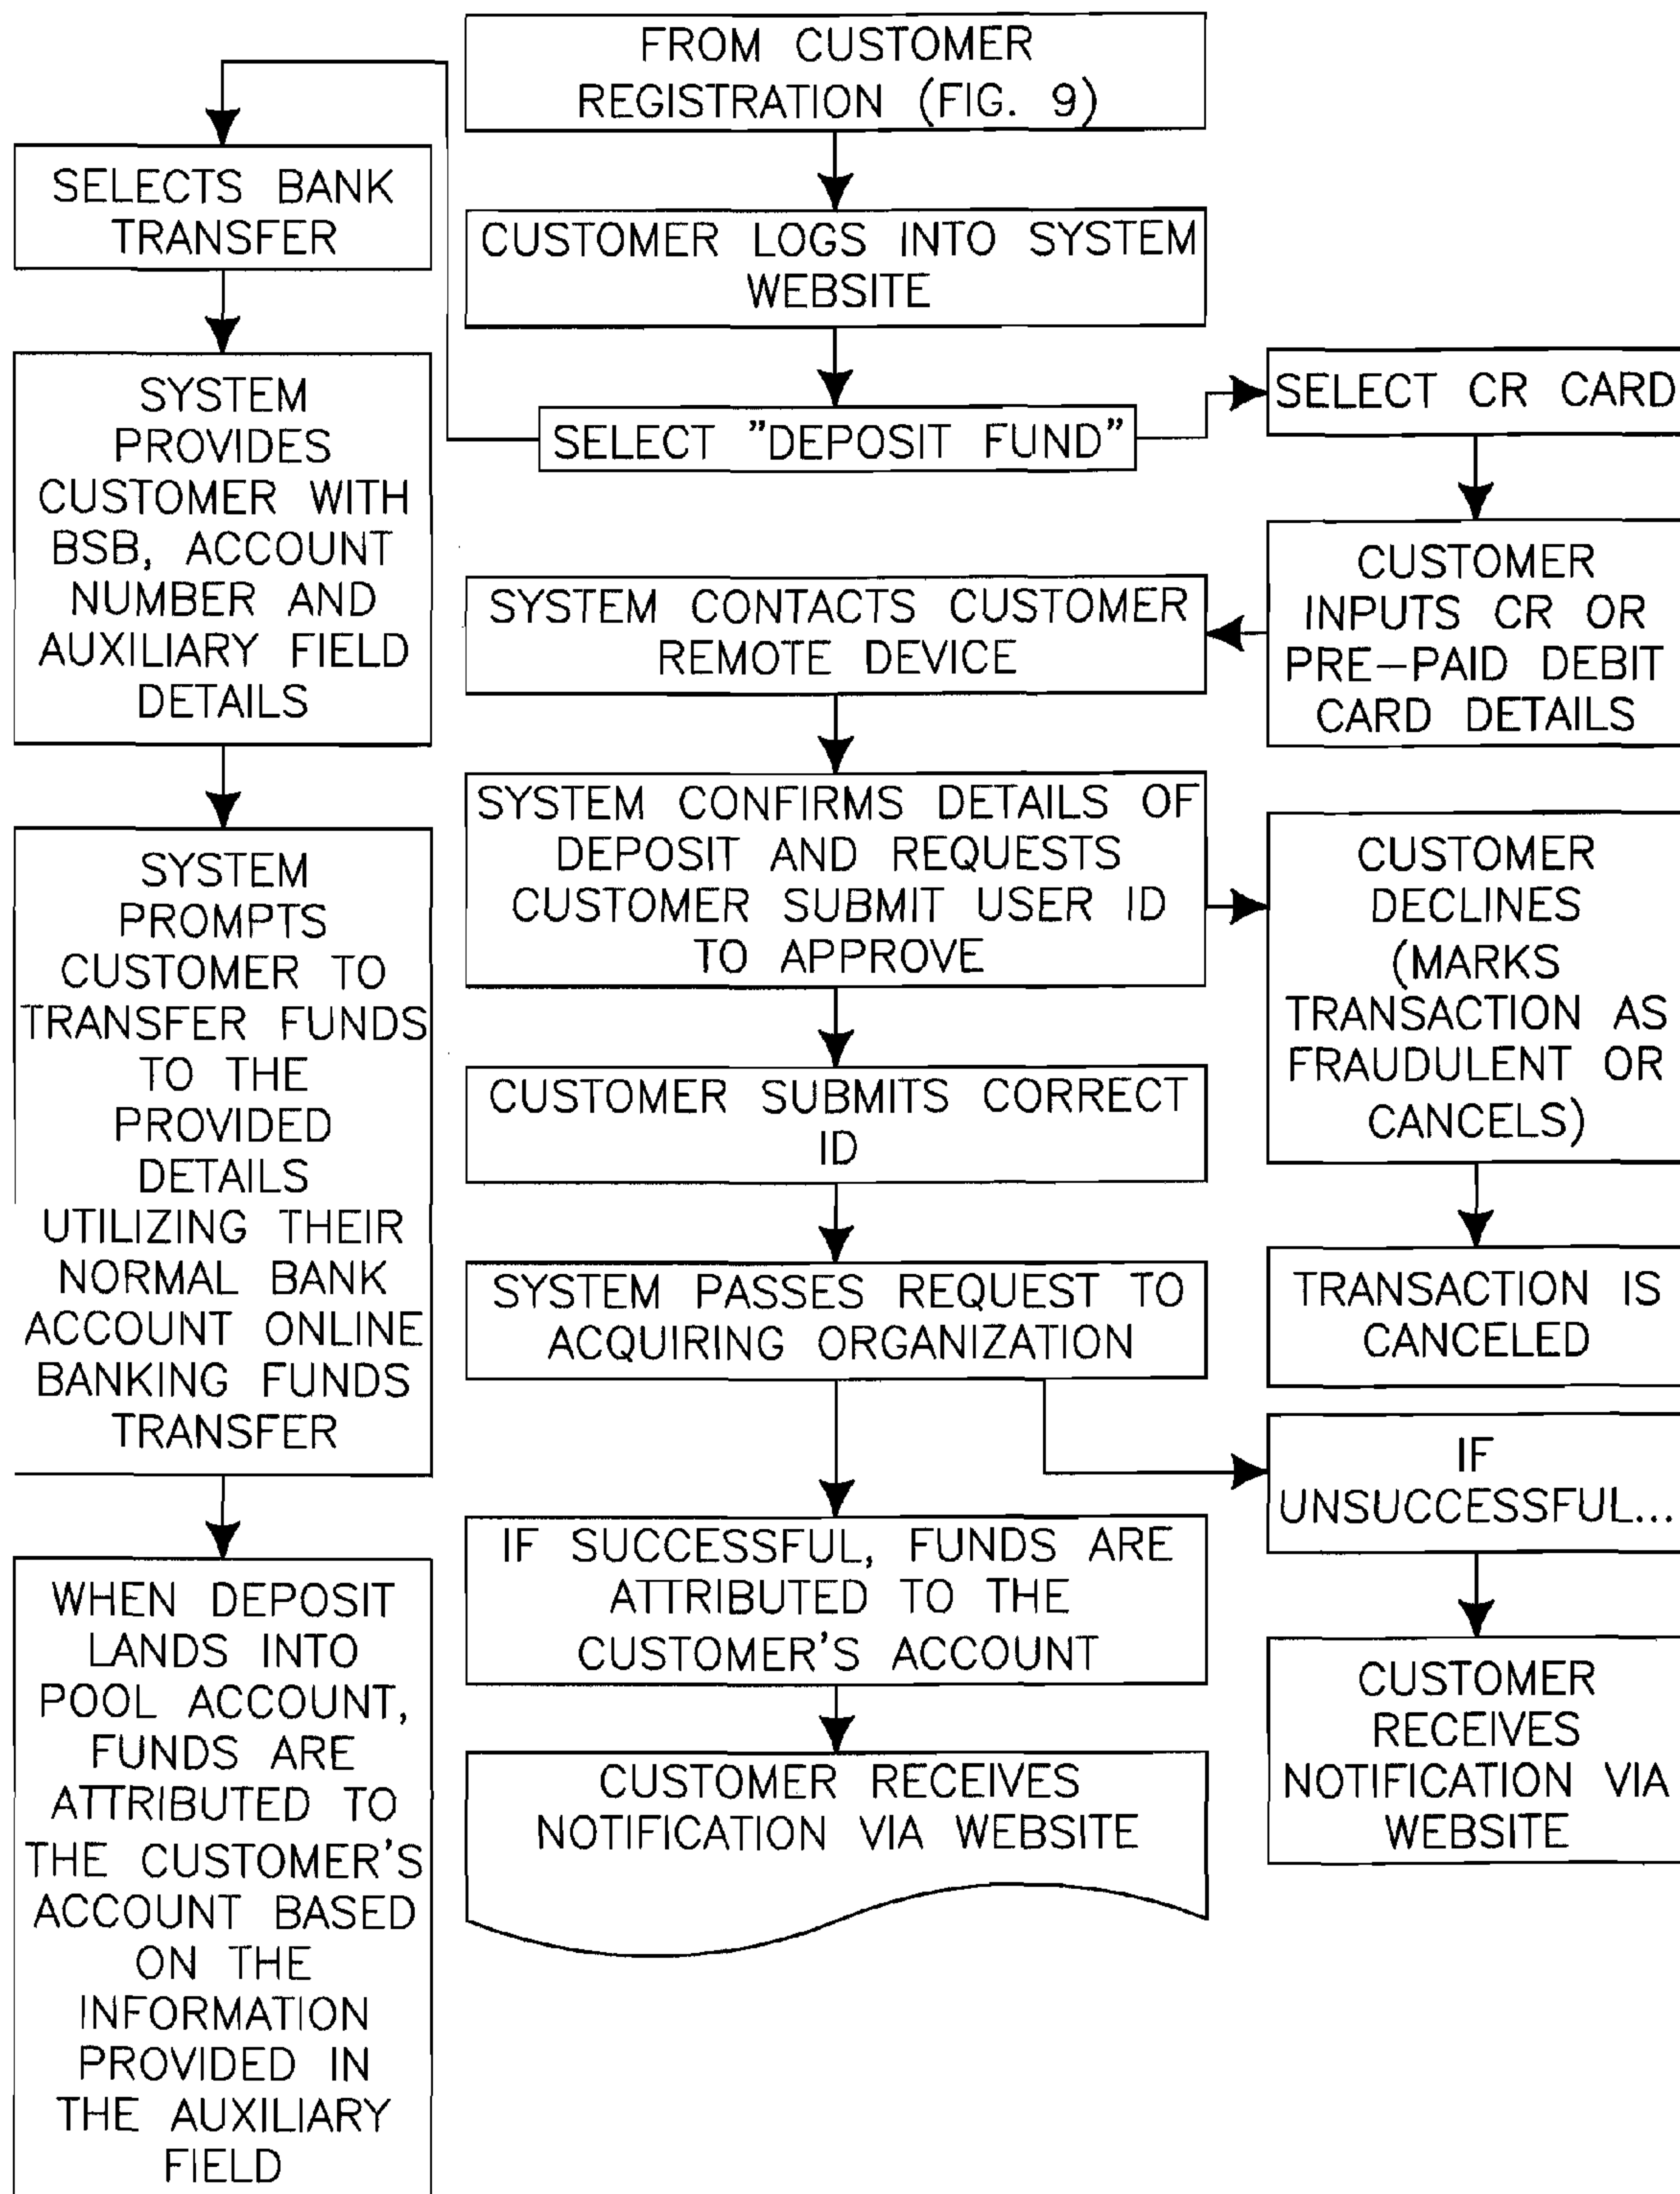 FROM CUSTOMER
REGISTRATION (FIG. 9)
CUSTOMER LOGS INTO SYSTEM
WEBSITE
SELECT "DEPOSIT FUND"
SELECTS BANK
TRANSFER
SYSTEM
PROVIDES
CUSTOMER WITH
BSB, ACCOUNT
NUMBER AND
AUXILIARY FIELD
DETAILS
SYSTEM
PROMPTS
CUSTOMER TO
TRANSFER FUNDS
TO THE
PROVIDED
DETAILS
UTILIZING THEIR
NORMAL BANK
ACCOUNT ONLINE
BANKING FUNDS
TRANSFER
WHEN DEPOSIT
LANDS INTO
POOL ACCOUNT,
FUNDS ARE
ATTRIBUTED TO
THE CUSTOMER'S
ACCOUNT BASED
ON THE
INFORMATION
PROVIDED IN
THE AUXILIARY
FIELD
SELECT CR CARD
CUSTOMER
INPUTS CR OR
PRE-PAID DEBIT
CARD DETAILS
SYSTEM CONTACTS CUSTOMER
REMOTE DEVICE
SYSTEM CONFIRMS DETAILS OF
DEPOSIT AND REQUESTS
CUSTOMER SUBMIT USER ID
TO APPROVE
CUSTOMER
DECLINES
(MARKS
TRANSACTION AS
FRAUDULENT OR
CANCELS)
TRANSACTION IS
CANCELED
CUSTOMER SUBMITS CORRECT
ID
SYSTEM PASSES REQUEST TO
ACQUIRING ORGANIZATION
IF SUCCESSFUL, FUNDS ARE
ATTRIBUTED TO THE
CUSTOMER'S ACCOUNT
CUSTOMER RECEIVES
NOTIFICATION VIA WEBSITE
IF
UNSUCCESSFUL...
CUSTOMER
RECEIVES
NOTIFICATION VIA
WEBSITE